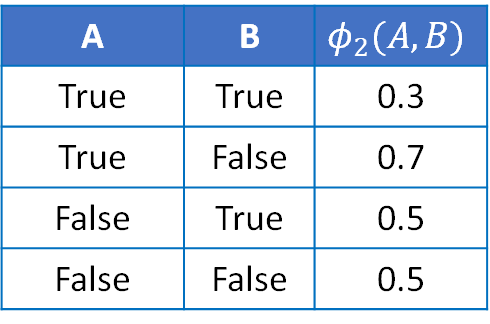 A B ϕ₂(A, B)
True True 0.3
True False 0.7
False True 0.5
False False 0.5